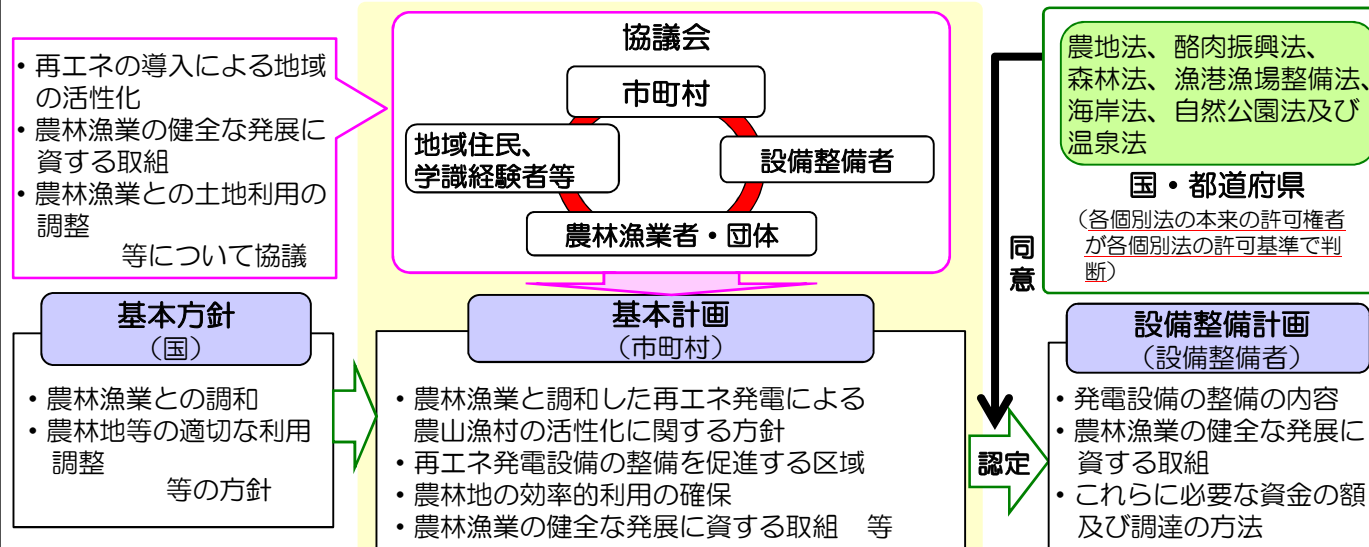 ・再エネの導入による地域
の活性化
・農林漁業の健全な発展に
資する取組
・農林漁業との土地利用の
調整
等について協議
協議会
市町村
地域住民、
学識経験者等
設備整備者
農林漁業者・団体
農地法、酪肉振興法、
森林法、漁港漁場整備法、
海岸法、自然公園法及び
温泉法
国・都道府県
（各個別法の本来の許可権者
が各個別法の許可基準で判
断）
同意
基本方針
（国）
・農林漁業との調和
・農林地等の適切な利用
調整
等の方針
基本計画
（市町村）
・農林漁業と調和した再エネ発電による
農山漁村の活性化に関する方針
・再エネ発電設備の整備を促進する区域
・農林地の効率的利用の確保
・農林漁業の健全な発展に資する取組　等
認定
設備整備計画
（設備整備者）
・発電設備の整備の内容
・農林漁業の健全な発展に
資する取組
・これらに必要な資金の額
及び調達の方法